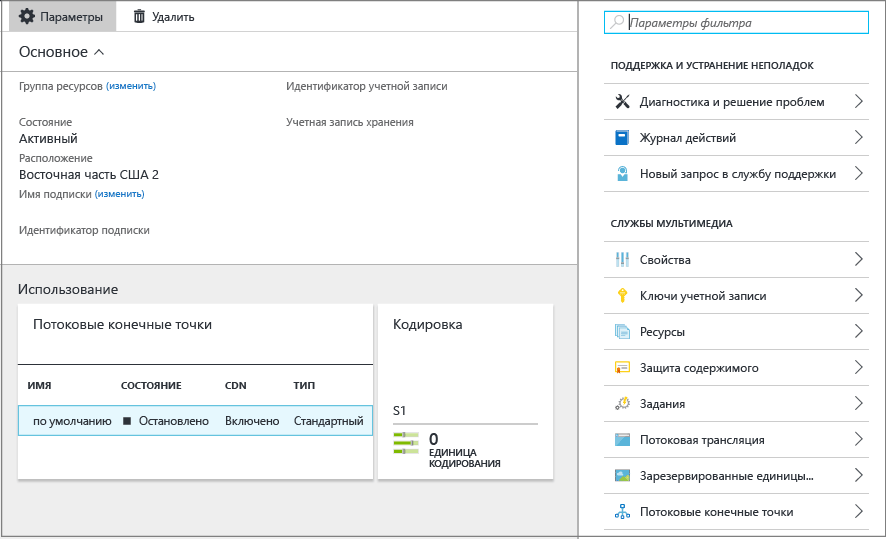 Параметры
Удалить
Основное
Группа ресурсов (изменить)
Идентификатор учетной записи
Состояние
Активный
Учетная запись хранения
Расположение
Восточная часть США 2
Имя подписки (изменить)
Идентификатор подписки
Использование
Потоковые конечные точки
ИМЯ СОСТОЯНИЕ CDN ТИП
по умолчанию Остановлено Включено Стандартный
Кодировка
S1
0
ЕДИНИЦА
КОДИРОВАНИЯ
Параметры фильтра
ПОДДЕРЖКА И УСТРАНЕНИЕ НЕПОЛАДОК
Диагностика и решение проблем
Журнал действий
Новый запрос в службу поддержки
СЛУЖБЫ МУЛЬТИМЕДИА
Свойства
Ключи учетной записи
Ресурсы
Защита содержимого
Задания
Потоковая трансляция
Зарезервированные единицы...
Потоковые конечные точки